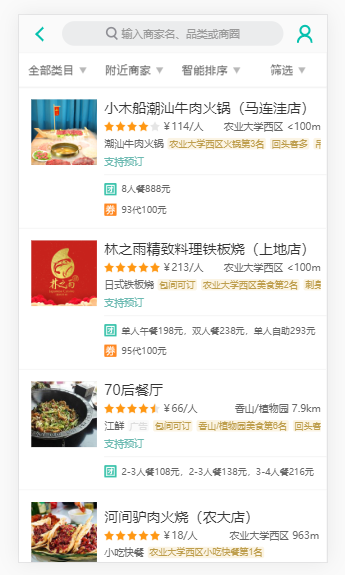 输入商家名、品类或商圈
全部类目 附近商家 智能排序 筛选
小木船潮汕牛肉火锅（马连洼店）
￥114/人 农业大学西区 <100m
潮汕牛肉火锅 农业大学西区火锅第3名 回头客多
支持预订
团 8人餐888元
券 93代100元
林之雨精致料理铁板烧（上地店）
林之雨
￥213/人 农业大学西区 <100m
日式铁板烧 包间可订 农业大学西区美食第2名 刺身
支持预订
团 单人午餐198元，双人餐238元，单人自助293元
券 95代100元
70后餐厅
￥66/人 香山/植物园 7.9km
江鲜 广告 包间可订 香山/植物园美食第6名 回头客
支持预订
团 2-3人餐108元，2-3人餐138元，3-4人餐216元
河间驴肉火烧（农大店）
￥18/人 农业大学西区 963m
小吃快餐 农业大学西区小吃快餐第1名